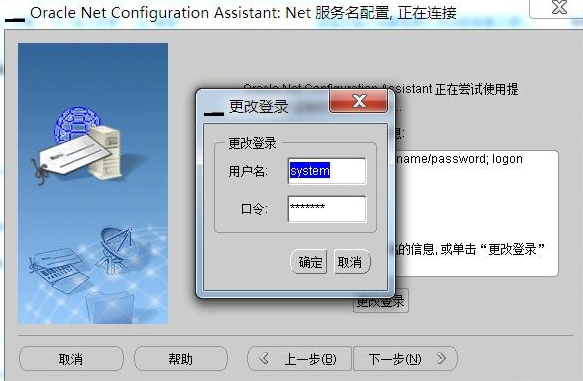 Oracle Net Configuration Assistant: Net 服务名配置, 正在连接
Oracle Net Configuration Assistant 正在尝试使用提
息:
name/password; logon
的信息, 或单击“更改登录”
更改登录
更改登录
更改登录
用户名: system
口令: *******
确定 取消
取消 帮助 上一步(B) 下一步(N)